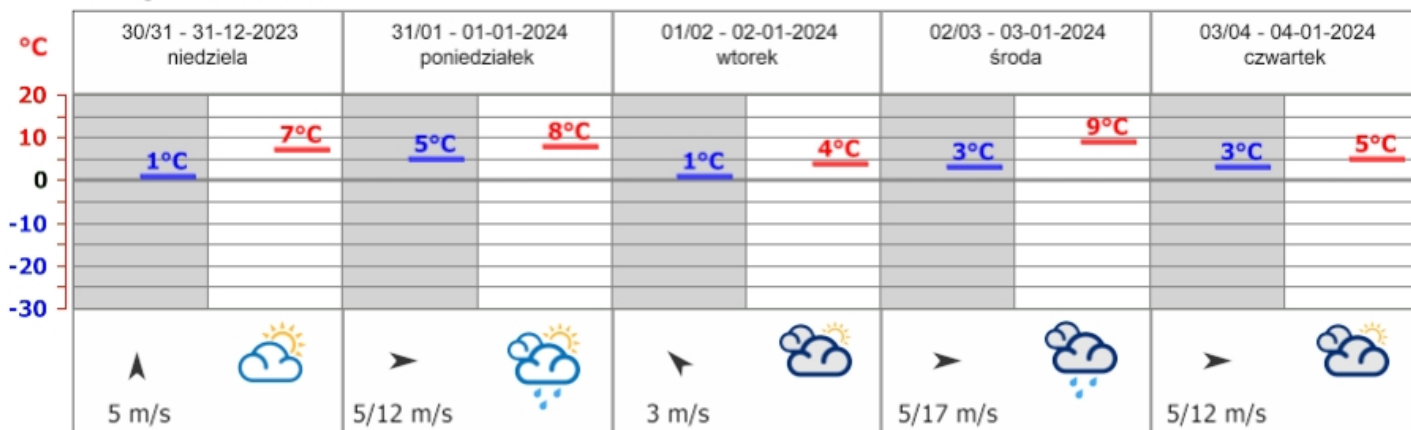 30/31 - 31-12-2023
niedziela
31/01 - 01-01-2024
poniedziałek
01/02 - 02-01-2024
wtorek
02/03 - 03-01-2024
środa
03/04 - 04-01-2024
czwartek
°C
20
10
0
-10
-20
-30
1°C
7°C
5°C
8°C
1°C
4°C
3°C
9°C
3°C
5°C
5 m/s
5/12 m/s
3 m/s
5/17 m/s
5/12 m/s